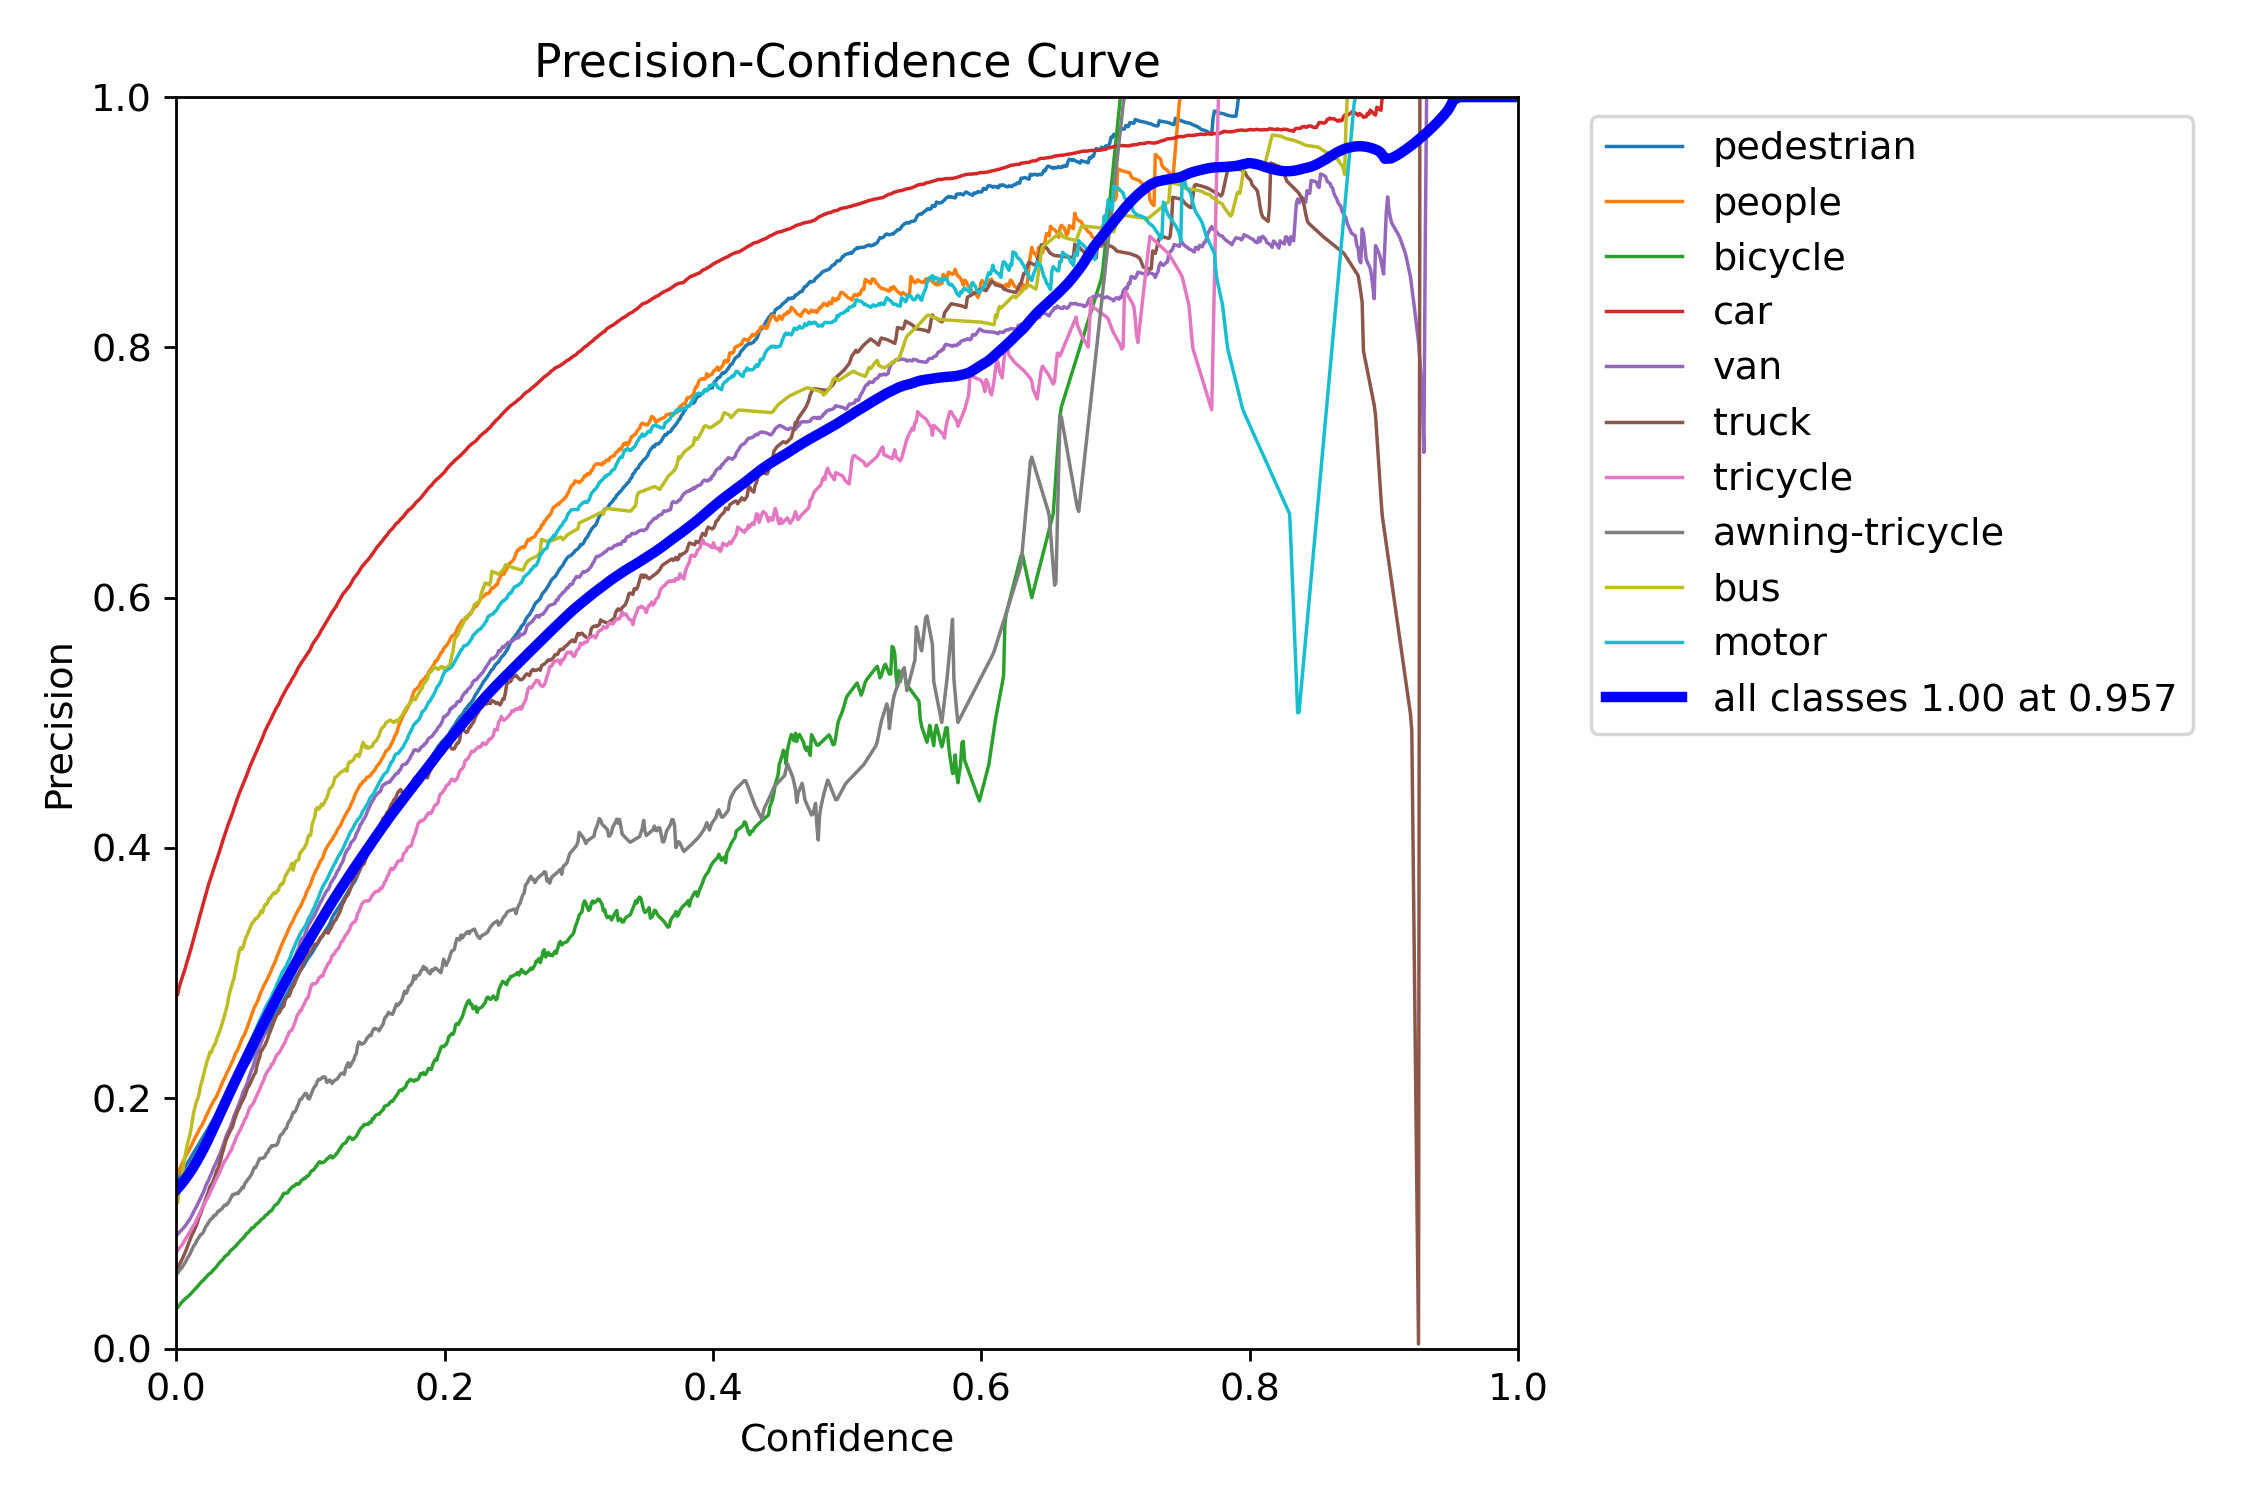 Precision-Confidence Curve
1.0
0.8
0.6
0.4
0.2
0.0
Precision
0.0 0.2 0.4 0.6 0.8 1.0
Confidence
pedestrian
people
bicycle
car
van
truck
tricycle
awning-tricycle
bus
motor
all classes 1.00 at 0.957